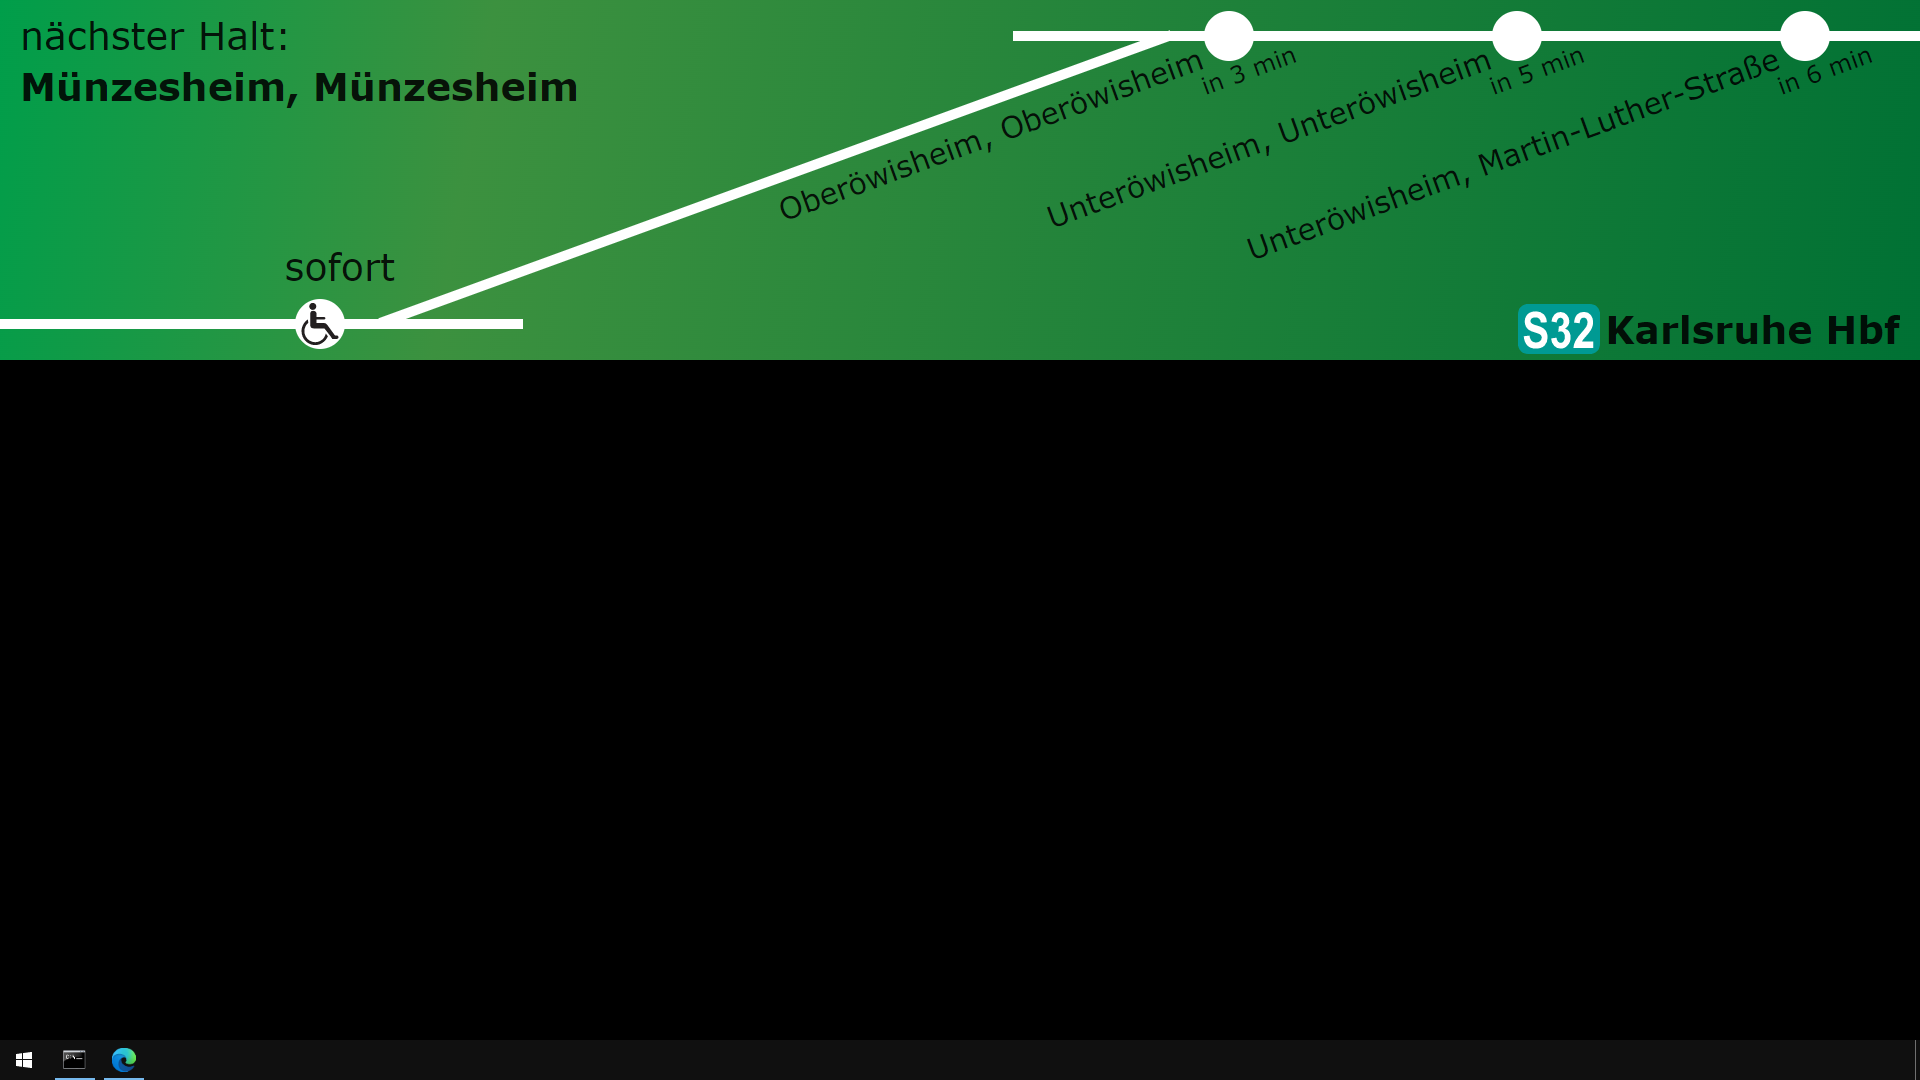 nächster Halt:
Münzesheim, Münzesheim
Oberöwisheim, Oberöwisheim
in 3 min
Unteröwisheim, Unteröwisheim
in 5 min
Unteröwisheim, Martin-Luther-Straße
in 6 min
sofort
S32 Karlsruhe Hbf